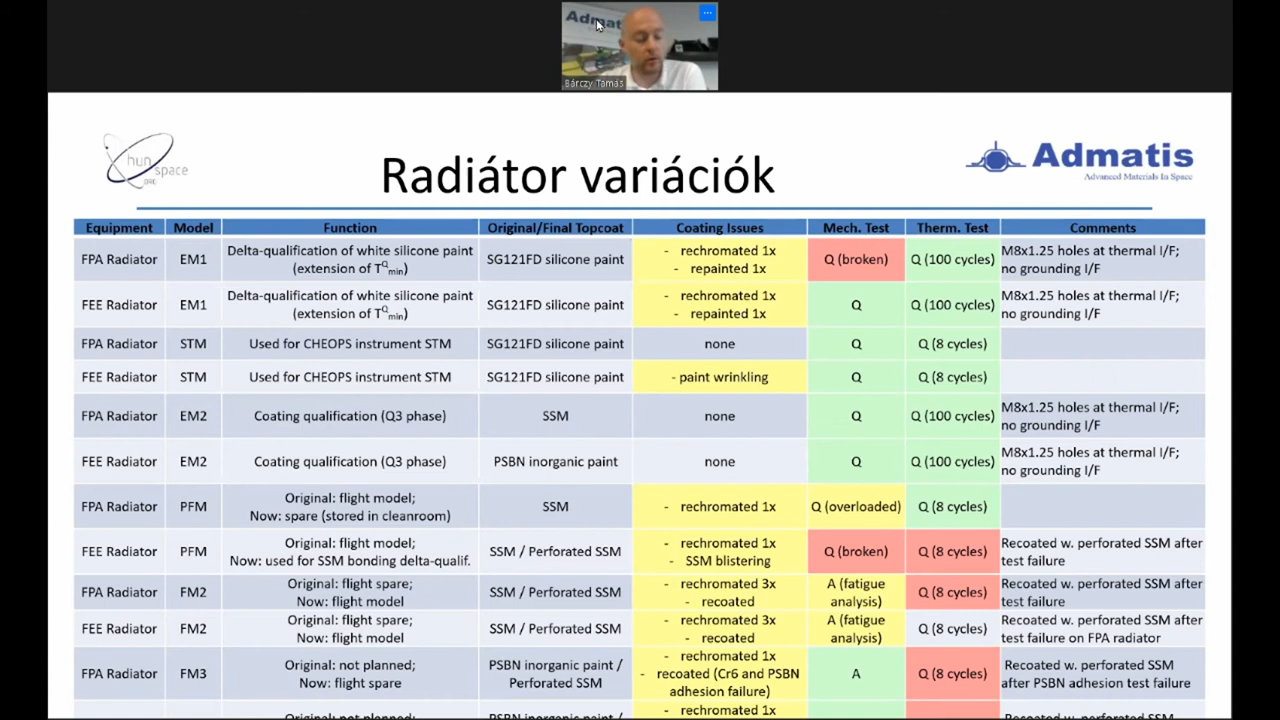 Admat
Bárczy Tamás
hun
space
.ORG
Radiátor variációk
Admatis
Advanced Materials In Space
Equipment Model Function Original/Final Topcoat Coating Issues Mech. Test Therm. Test Comments
FPA Radiator EM1 Delta-qualification of white silicone paint (extension of TQmin) SG121FD silicone paint - rechromated 1x - repainted 1x Q (broken) Q (100 cycles) M8x1.25 holes at thermal I/F; no grounding I/F
FEE Radiator EM1 Delta-qualification of white silicone paint (extension of TQmin) SG121FD silicone paint - rechromated 1x - repainted 1x Q Q (100 cycles) M8x1.25 holes at thermal I/F; no grounding I/F
FPA Radiator STM Used for CHEOPS instrument STM SG121FD silicone paint none Q Q (8 cycles)
FEE Radiator STM Used for CHEOPS instrument STM SG121FD silicone paint - paint wrinkling Q Q (8 cycles)
FPA Radiator EM2 Coating qualification (Q3 phase) SSM none Q Q (100 cycles) M8x1.25 holes at thermal I/F; no grounding I/F
FEE Radiator EM2 Coating qualification (Q3 phase) PSBN inorganic paint none Q Q (100 cycles) M8x1.25 holes at thermal I/F; no grounding I/F
FPA Radiator PFM Original: flight model; Now: spare (stored in cleanroom) SSM - rechromated 1x Q (overloaded) Q (8 cycles)
FEE Radiator PFM Original: flight model; Now: used for SSM bonding delta-qualif. SSM / Perforated SSM - rechromated 1x - SSM blistering Q (broken) Q (8 cycles) Recoated w. perforated SSM after test failure
FPA Radiator FM2 Original: flight spare; Now: flight model SSM / Perforated SSM - rechromated 3x - recoated A (fatigue analysis) Q (8 cycles) Recoated w. perforated SSM after test failure
FEE Radiator FM2 Original: flight spare; Now: flight model SSM / Perforated SSM - rechromated 3x - recoated A (fatigue analysis) Q (8 cycles) Recoated w. perforated SSM after test failure on FPA radiator
FPA Radiator FM3 Original: not planned; Now: flight spare PSBN inorganic paint / Perforated SSM - rechromated 1x - recoated (Cr6 and PSBN adhesion failure) A Q (8 cycles) Recoated w. perforated SSM after PSBN adhesion test failure
Original: not planned; PSBN inorganic paint / - rechromated 1x Recoated w. perforated SSM